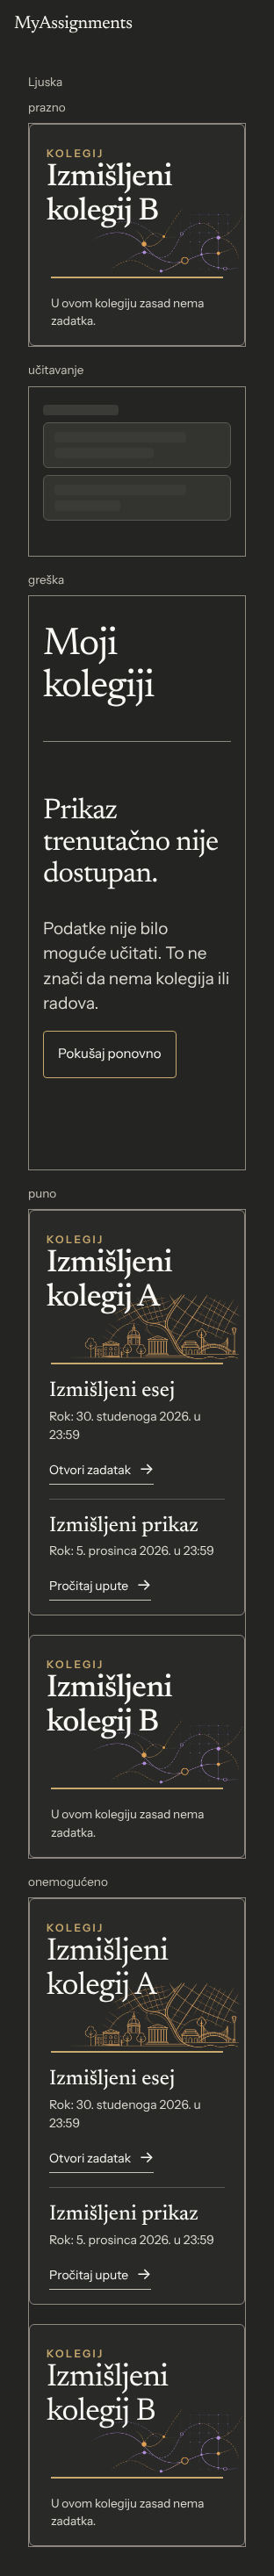 MyAssignments
Ljuska
prazno
KOLEGIJ
Izmišljeni
kolegij B
U ovom kolegiju zasad nema
zadatka.
učitavanje
greška
Moji
kolegiji
Prikaz
trenutačno nije
dostupan.
Podatke nije bilo
moguće učitati. To ne
znači da nema kolegija ili
radova.
Pokušaj ponovno
puno
KOLEGIJ
Izmišljeni
kolegij A
Izmišljeni esej
Rok: 30. studenoga 2026. u
23:59
Otvori zadatak →
Izmišljeni prikaz
Rok: 5. prosinca 2026. u 23:59
Pročitaj upute →
KOLEGIJ
Izmišljeni
kolegij B
U ovom kolegiju zasad nema
zadatka.
onemogućeno
KOLEGIJ
Izmišljeni
kolegij A
Izmišljeni esej
Rok: 30. studenoga 2026. u
23:59
Otvori zadatak →
Izmišljeni prikaz
Rok: 5. prosinca 2026. u 23:59
Pročitaj upute →
KOLEGIJ
Izmišljeni
kolegij B
U ovom kolegiju zasad nema
zadatka.